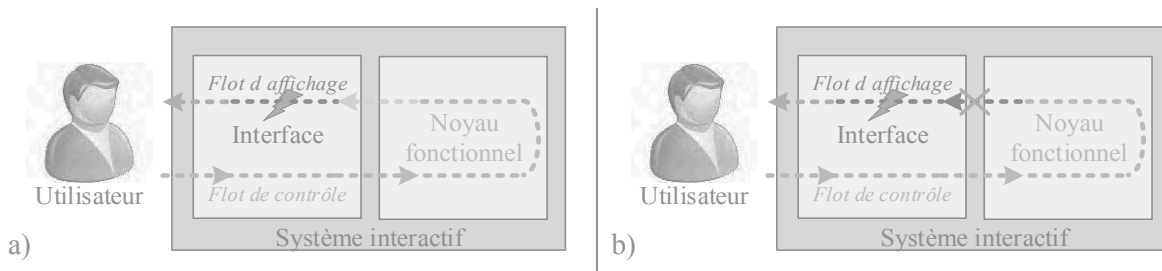 Flot d affichage
Interface
Noyau
fonctionnel
Utilisateur
Flot de contrôle
Système interactif
a)
Flot d affichage
Interface
Noyau
fonctionnel
Utilisateur
Flot de contrôle
Système interactif
b)